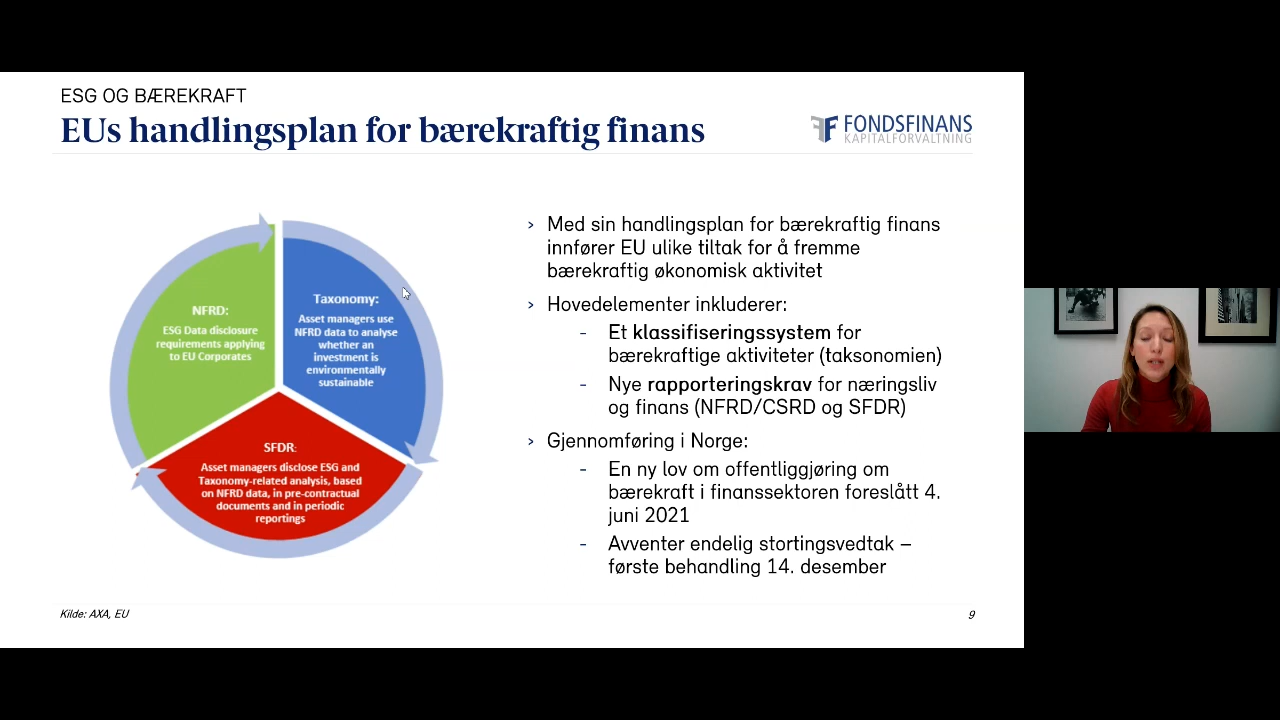 ESG OG BÆREKRAFT
EUs handlingsplan for bærekraftig finans
FONDSFINANS
KAPITALFORVALTNING
NFRD:
ESG Data disclosure
requirements applying
to EU Corporates
Taxonomy:
Asset managers use
NFRD data to analyse
whether an
investment is
environmentally
sustainable
SFDR:
Asset managers disclose ESG and
Taxonomy-related analysis, based
on NFRD data, in pre-contractual
documents and in periodic
reportings
› Med sin handlingsplan for bærekraftig finans
innfører EU ulike tiltak for å fremme
bærekraftig økonomisk aktivitet
› Hovedelementer inkluderer:
- Et klassifiseringssystem for
bærekraftige aktiviteter (taksonomien)
- Nye rapporteringskrav for næringsliv
og finans (NFRD/CSRD og SFDR)
› Gjennomføring i Norge:
- En ny lov om offentliggjøring om
bærekraft i finanssektoren foreslått 4.
juni 2021
- Avventer endelig stortingsvedtak –
første behandling 14. desember
Kilde: AXA, EU
9